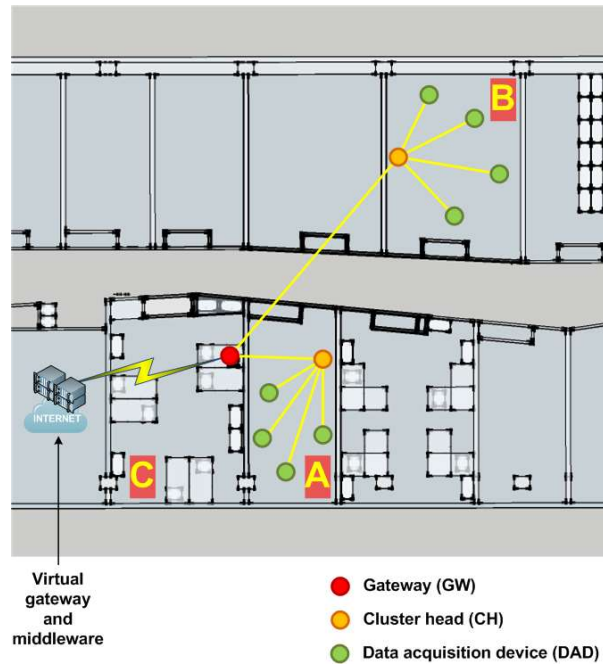 B
INTERNET
C
A
Virtual
gateway
and
middleware
Gateway (GW)
Cluster head (CH)
Data acquisition device (DAD)